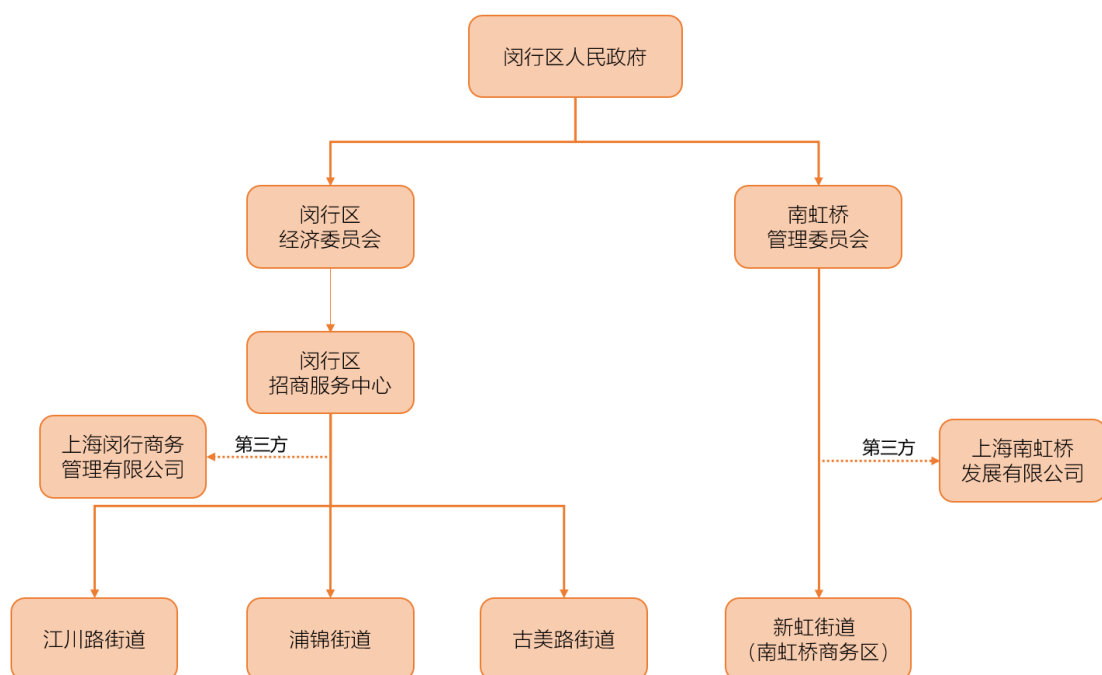 闵行区人民政府
闵行区
经济委员会
南虹桥
管理委员会
闵行区
招商服务中心
上海闵行商务
管理有限公司
第三方
第三方
上海南虹桥
发展有限公司
江川路街道
浦锦街道
古美路街道
新虹街道
（南虹桥商务区）